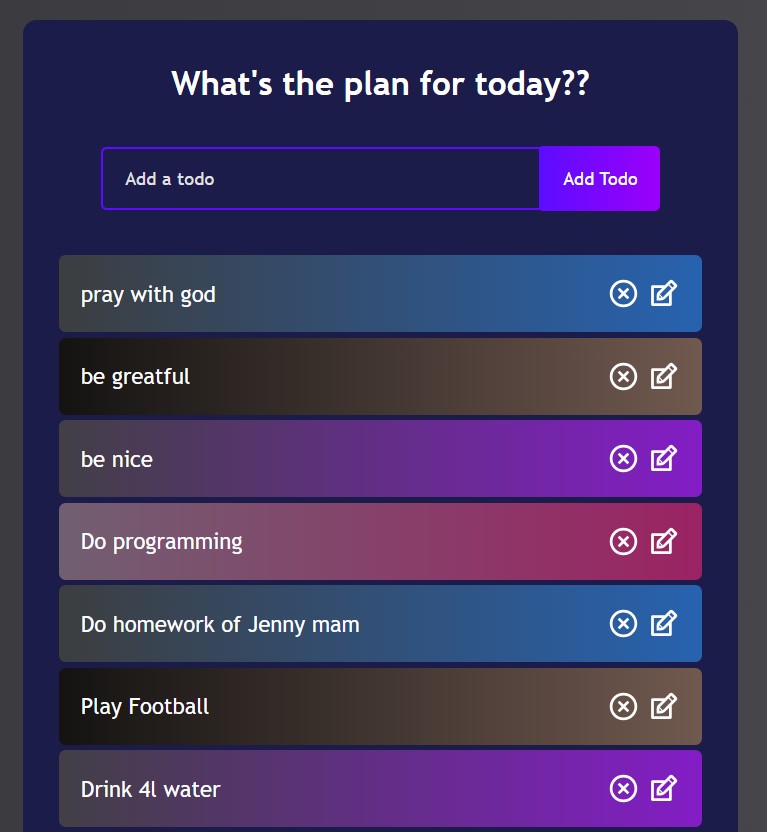 What's the plan for today??
Add a todo
Add Todo
pray with god
be greatful
be nice
Do programming
Do homework of Jenny mam
Play Football
Drink 4l water